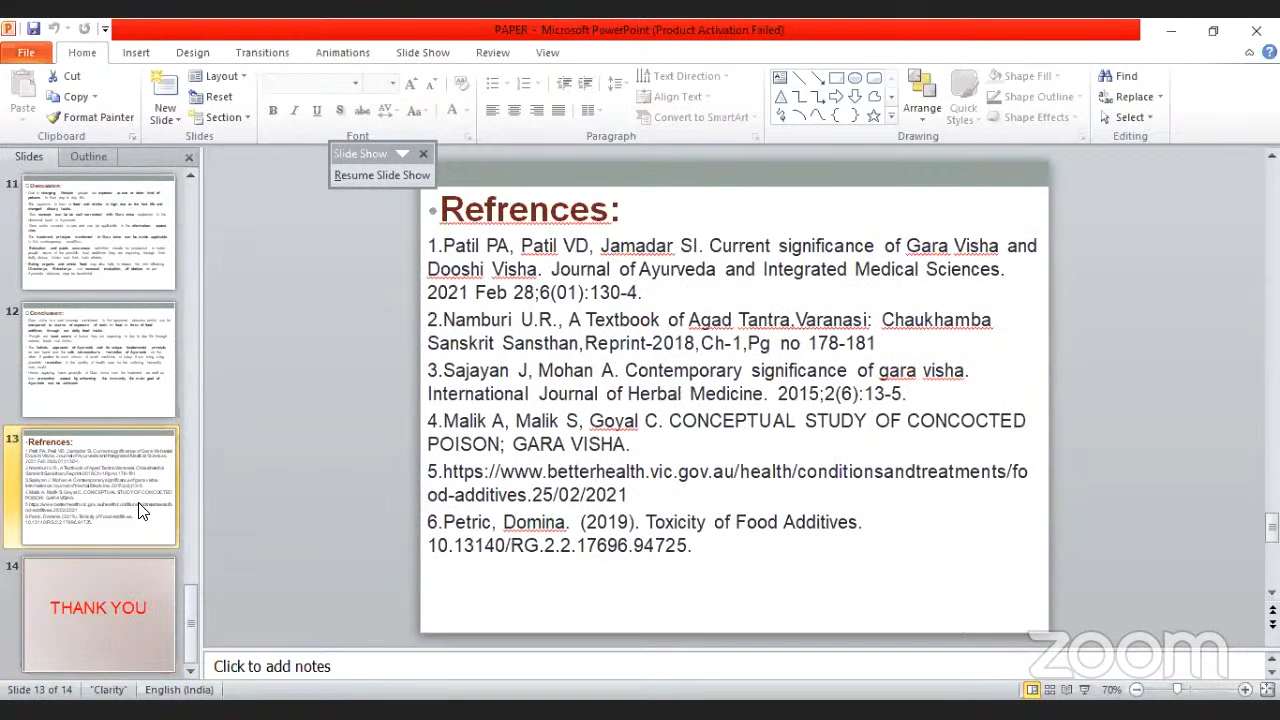 PAPER - Microsoft PowerPoint (Product Activation Failed)
File Home Insert Design Transitions Animations Slide Show Review View
Paste
Cut
Copy
Format Painter
Clipboard
New Slide
Layout
Reset
Section
Slides
Font
Text Direction
Align Text
Convert to SmartArt
Paragraph
Arrange
Quick Styles
Shape Fill
Shape Outline
Shape Effects
Drawing
Find
Replace
Select
Editing
Slides Outline
Slide Show
Resume Slide Show
11
Discussion:
12
Conclusion:
13
Refrences:
14
THANK YOU
•Refrences:
1.Patil PA, Patil VD, Jamadar SI. Current significance of Gara Visha and
Dooshi Visha. Journal of Ayurveda and Integrated Medical Sciences.
2021 Feb 28;6(01):130-4.
2.Namburi U.R., A Textbook of Agad Tantra,Varanasi: Chaukhamba
Sanskrit Sansthan,Reprint-2018,Ch-1,Pg no 178-181
3.Sajayan J, Mohan A. Contemporary significance of gara visha.
International Journal of Herbal Medicine. 2015;2(6):13-5.
4.Malik A, Malik S, Goyal C. CONCEPTUAL STUDY OF CONCOCTED
POISON; GARA VISHA.
5.https://www.betterhealth.vic.gov.au/health/conditionsandtreatments/fo
od-additives.25/02/2021
6.Petric, Domina. (2019). Toxicity of Food Additives.
10.13140/RG.2.2.17696.94725.
Click to add notes
zoom
Slide 13 of 14 "Clarity" English (India) 70%